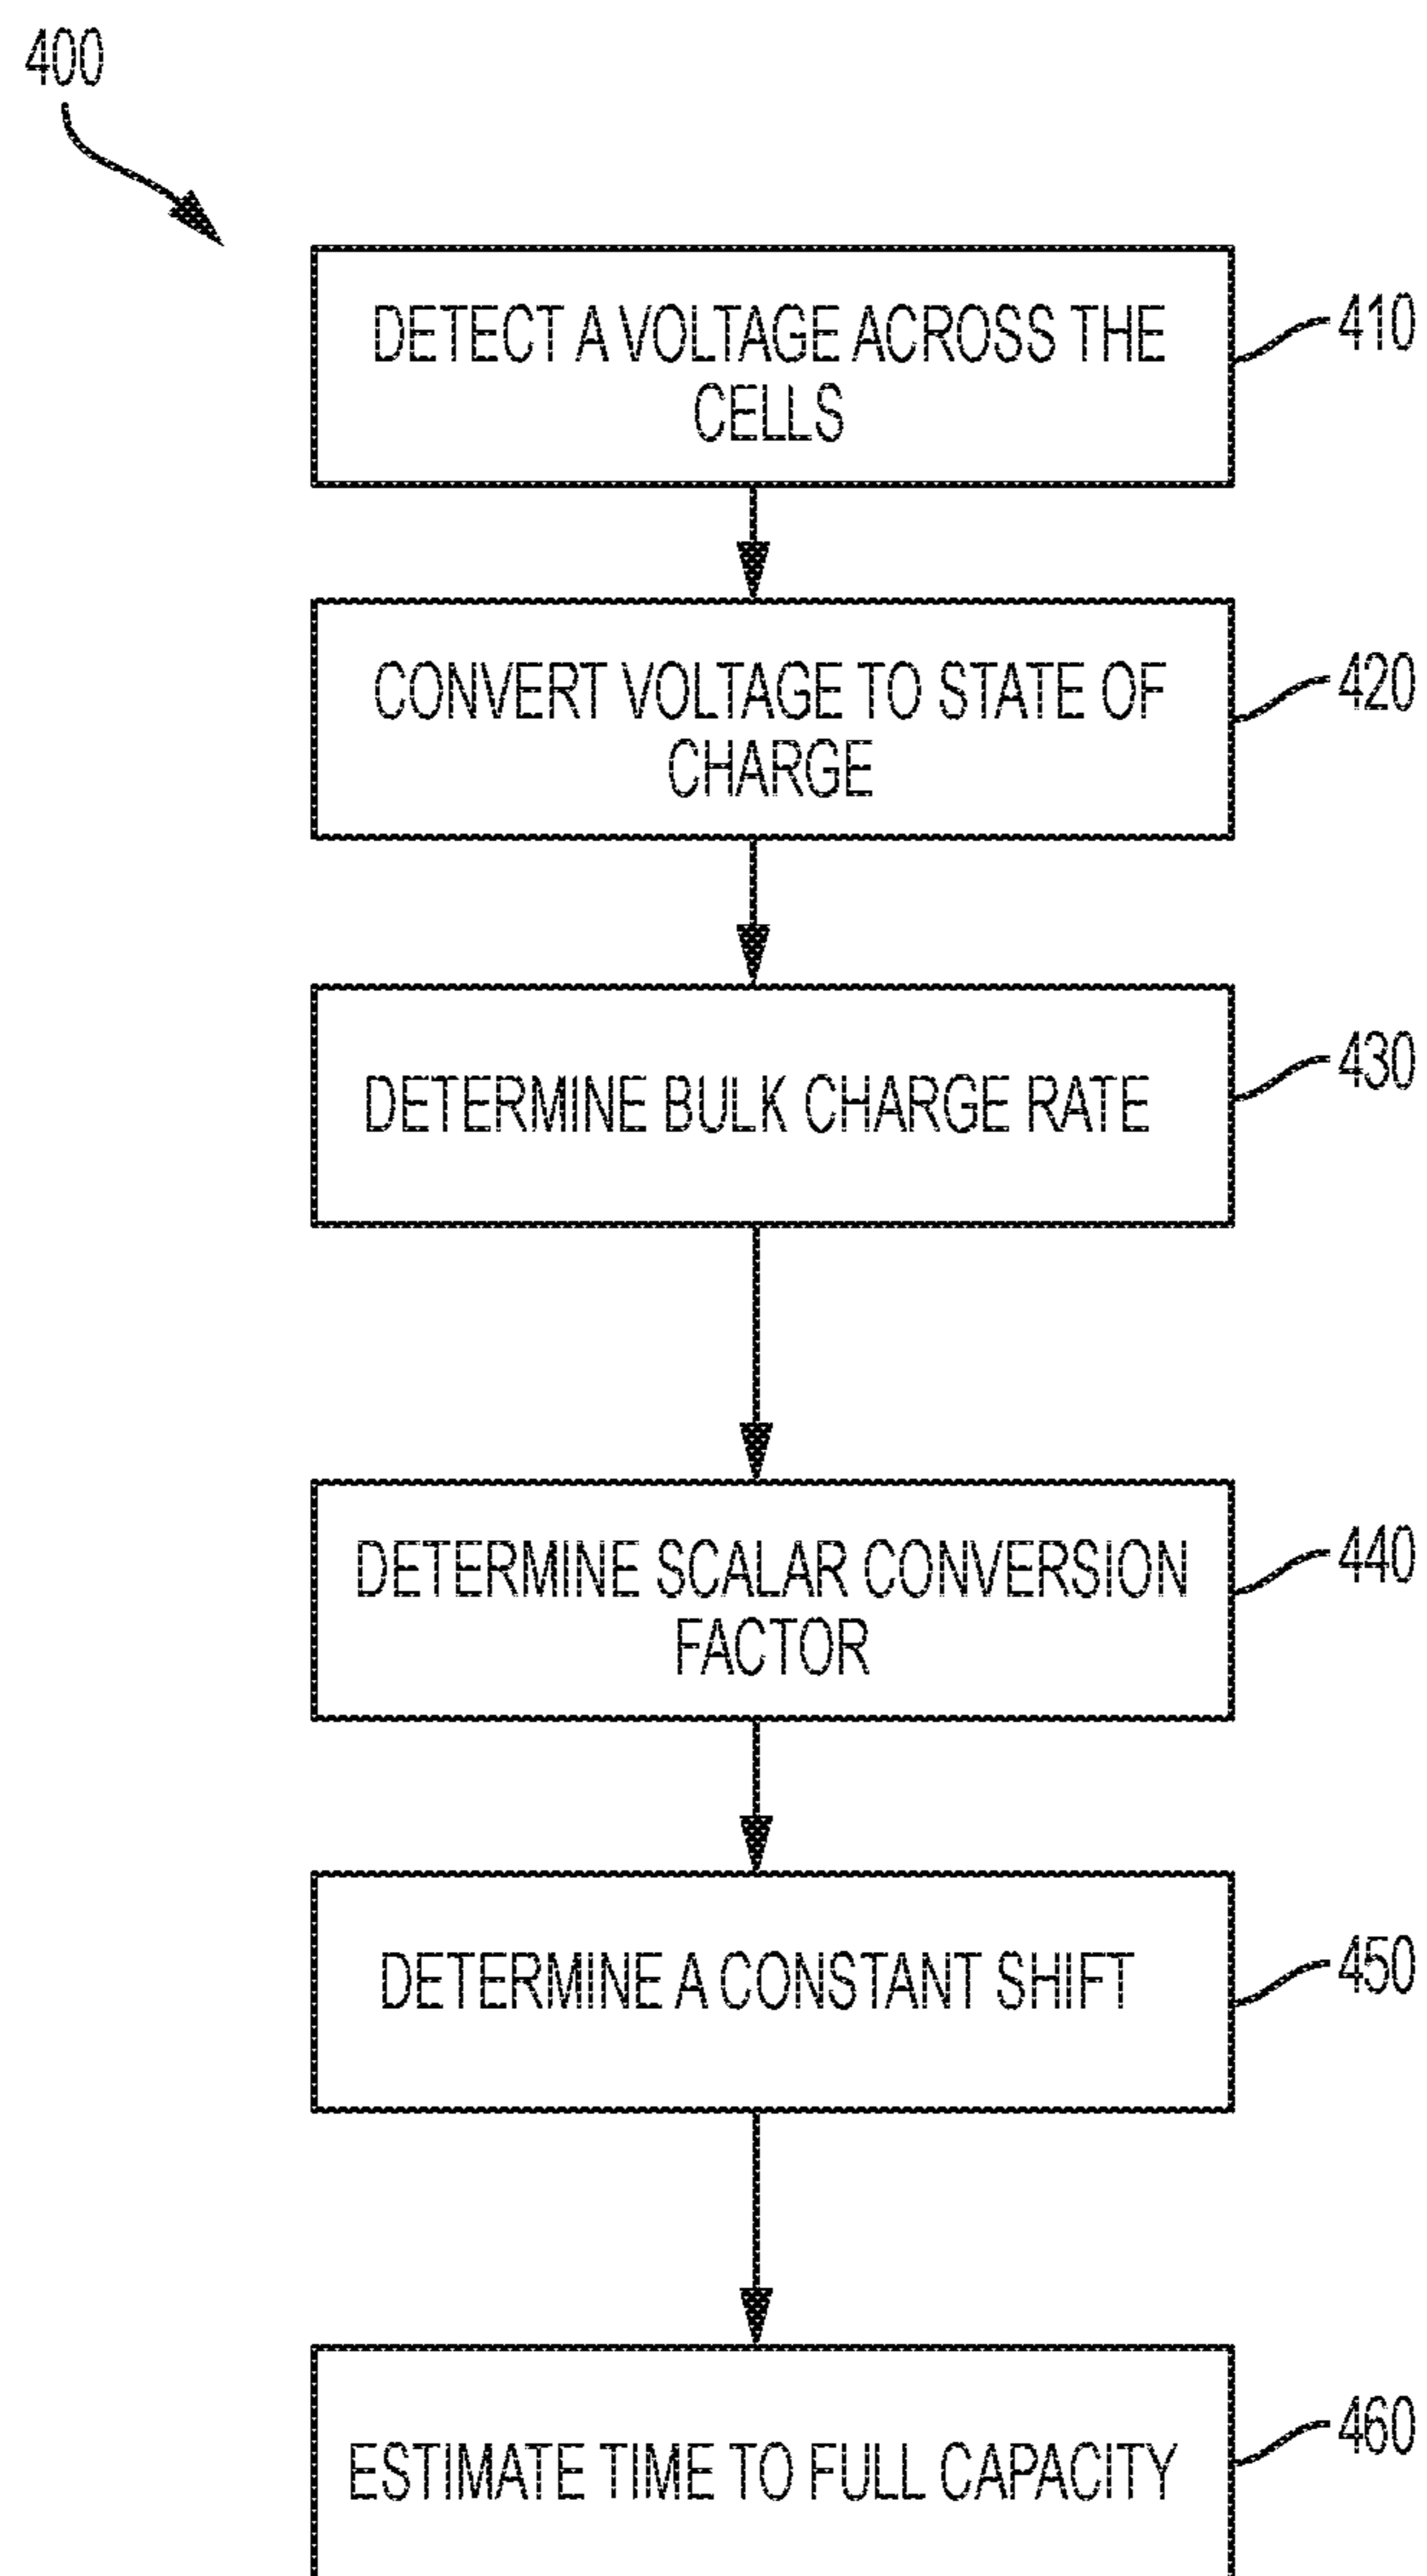 400
DETECT A VOLTAGE ACROSS THE
CELLS
410
CONVERT VOLTAGE TO STATE OF
CHARGE
420
DETERMINE BULK CHARGE RATE
430
DETERMINE SCALAR CONVERSION
FACTOR
440
DETERMINE A CONSTANT SHIFT
450
ESTIMATE TIME TO FULL CAPACITY
460